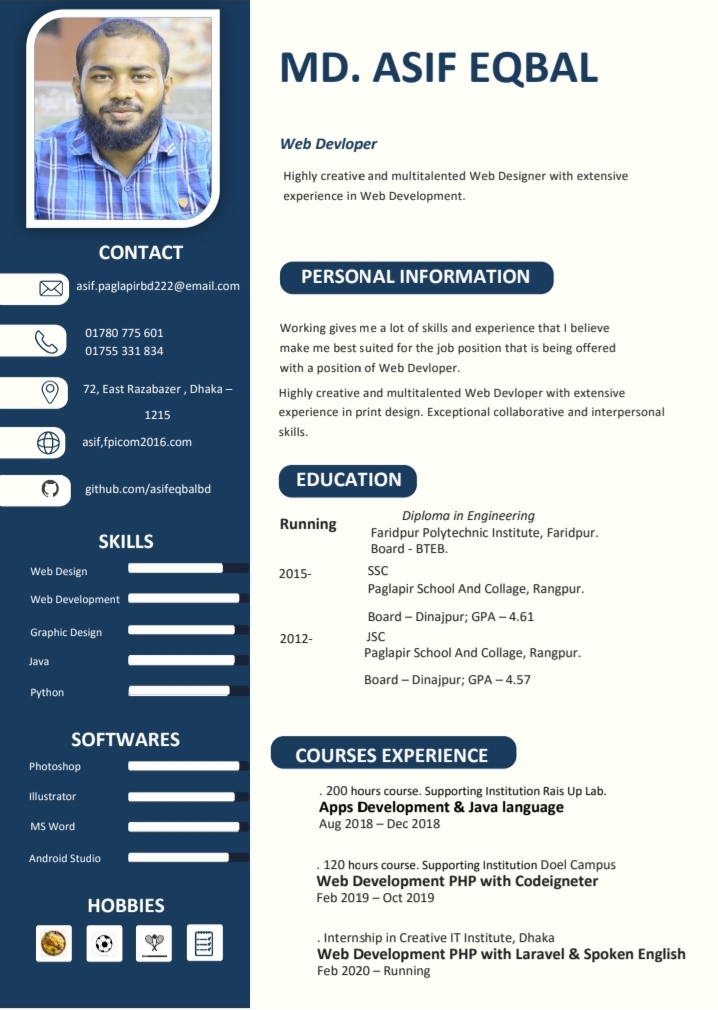 MD. ASIF EQBAL
Web Devloper
Highly creative and multitalented Web Designer with extensive
experience in Web Development.
CONTACT
asif.paglapirbd222@email.com
01780 775 601
01755 331 834
72, East Razabazer , Dhaka –
1215
asif,fpicom2016.com
github.com/asifeqbalbd
SKILLS
Web Design
Web Development
Graphic Design
Java
Python
SOFTWARES
Photoshop
Illustrator
MS Word
Android Studio
HOBBIES
PERSONAL INFORMATION
Working gives me a lot of skills and experience that I believe
make me best suited for the job position that is being offered
with a position of Web Devloper.
Highly creative and multitalented Web Devloper with extensive
experience in print design. Exceptional collaborative and interpersonal
skills.
EDUCATION
Running
Diploma in Engineering
Faridpur Polytechnic Institute, Faridpur.
Board - BTEB.
2015-
SSC
Paglapir School And Collage, Rangpur.
Board – Dinajpur; GPA – 4.61
2012-
JSC
Paglapir School And Collage, Rangpur.
Board – Dinajpur; GPA – 4.57
COURSES EXPERIENCE
. 200 hours course. Supporting Institution Rais Up Lab.
Apps Development & Java language
Aug 2018 – Dec 2018
. 120 hours course. Supporting Institution Doel Campus
Web Development PHP with Codeigneter
Feb 2019 – Oct 2019
. Internship in Creative IT Institute, Dhaka
Web Development PHP with Laravel & Spoken English
Feb 2020 – Running